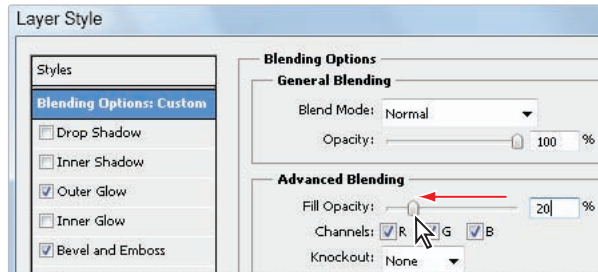 Layer Style
Styles
Blending Options: Custom
Drop Shadow
Inner Shadow
Outer Glow
Inner Glow
Bevel and Emboss
Blending Options
General Blending
Blend Mode: Normal
Opacity: 100 %
Advanced Blending
Fill Opacity: 20 %
Channels: R G B
Knockout: None